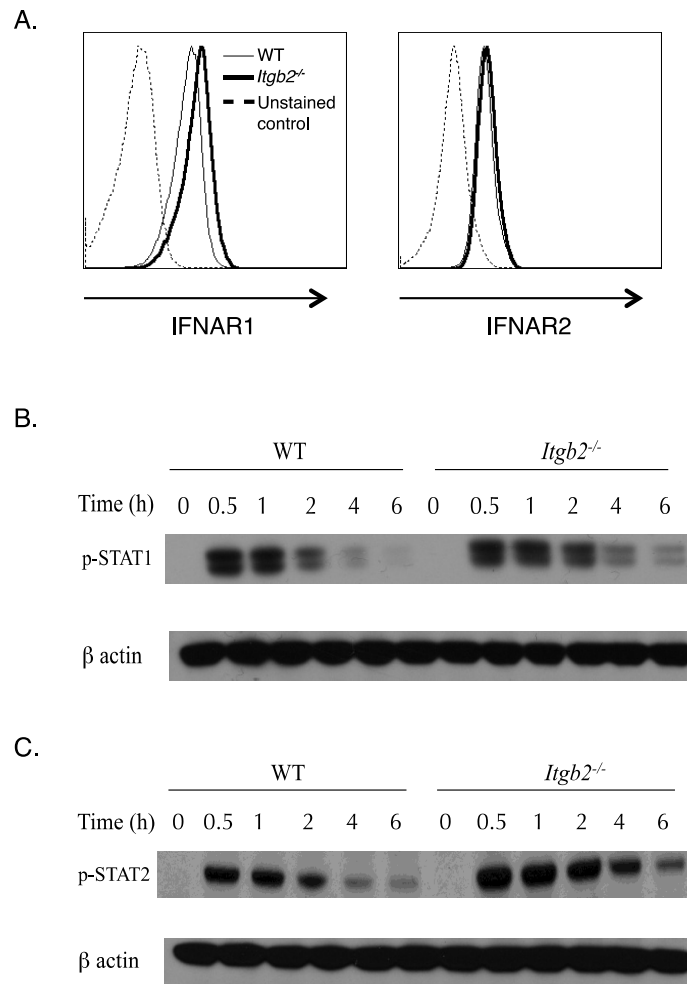 A.
WT
Itgb2-/-
Unstained
control
IFNAR1
IFNAR2
B.
WT
Itgb2-/-
Time (h) 0 0.5 1 2 4 6 0 0.5 1 2 4 6
p-STAT1
β actin
C.
WT
Itgb2-/-
Time (h) 0 0.5 1 2 4 6 0 0.5 1 2 4 6
p-STAT2
β actin